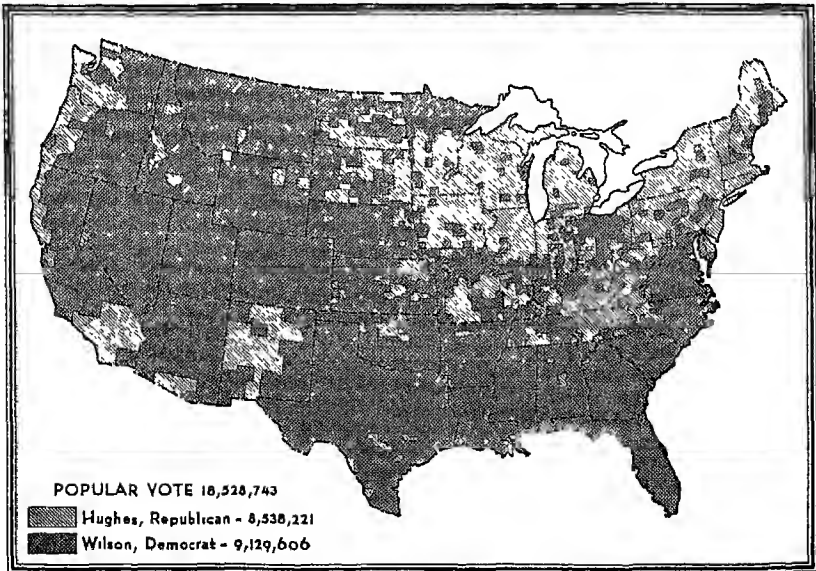 POPULAR VOTE 18,528,743
Hughes, Republican - 8,538,221
Wilson, Democrat - 9,129,606